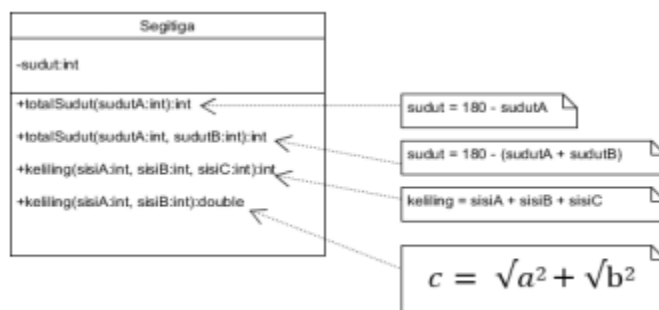 Segitiga
-sudut:int
+totalSudut(sudutA:int):int
+totalSudut(sudutA:int, sudutB:int):int
+keliling(sisiA:int, sisiB:int, sisiC:int):int
+keliling(sisiA:int, sisiB:int):double
sudut = 180 - sudutA
sudut = 180 - (sudutA + sudutB)
keliling = sisiA + sisiB + sisiC
c = √a² + √b²